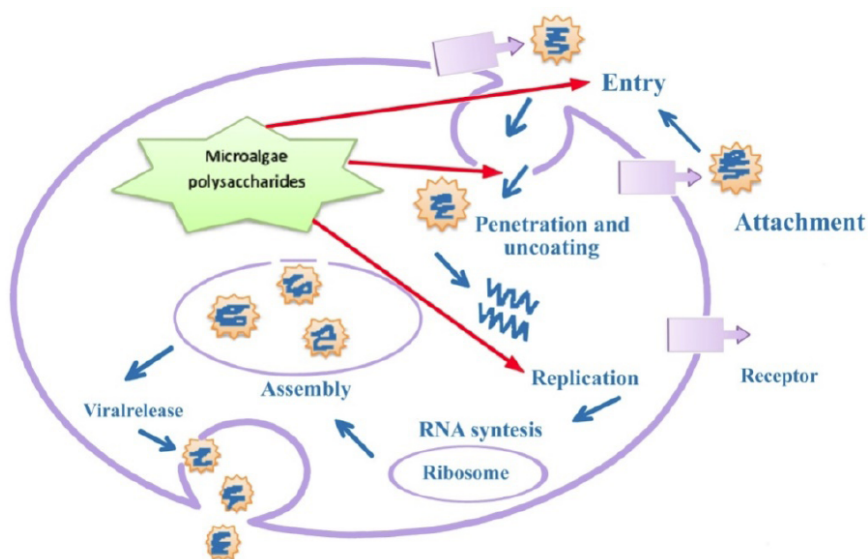 Entry
Microalgae
polysaccharides
Attachment
Penetration and
uncoating
Replication
Receptor
Assembly
Viralrelease
RNA syntesis
Ribosome